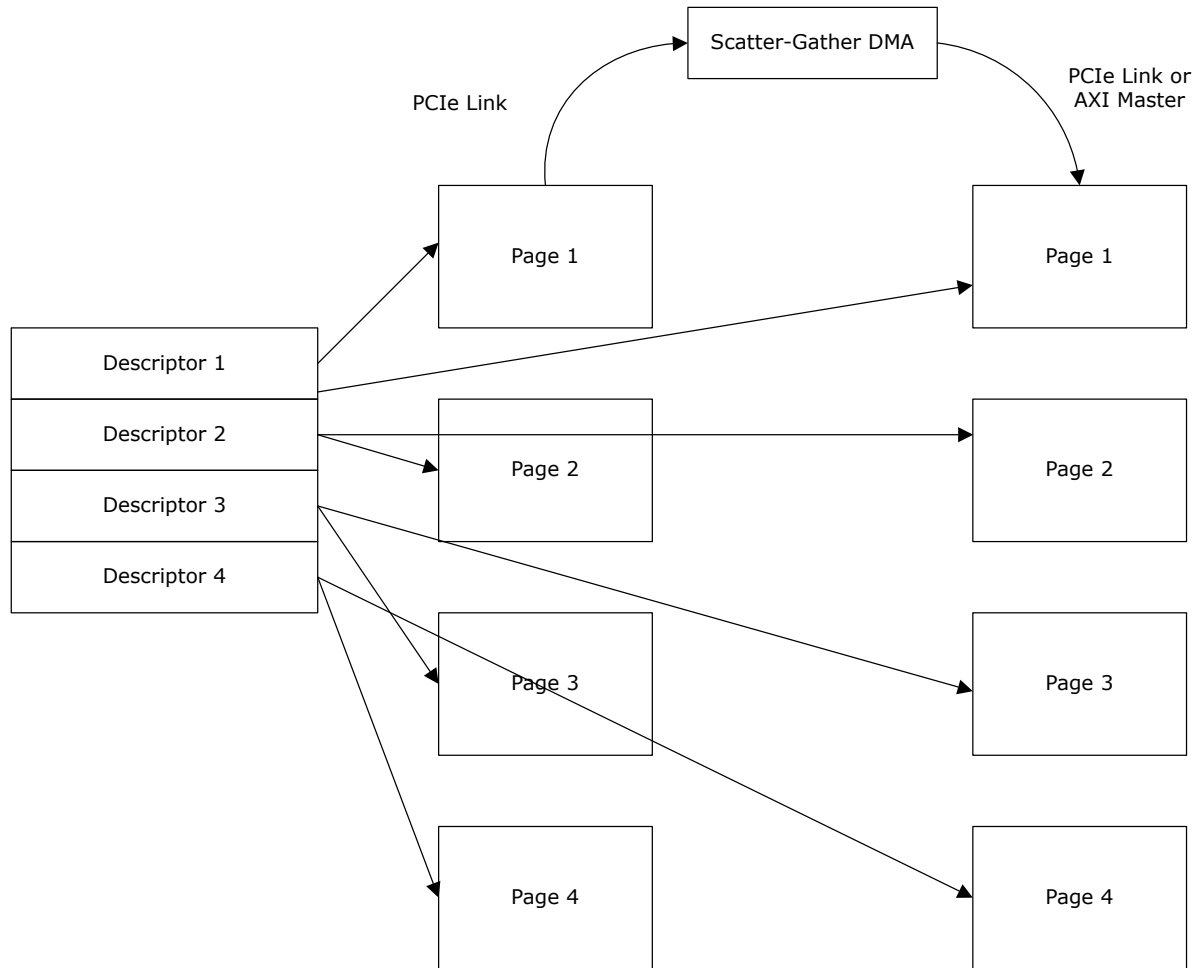 Scatter-Gather DMA
PCIe Link
PCIe Link or
AXI Master
Page 1
Page 1
Descriptor 1
Descriptor 2
Descriptor 3
Descriptor 4
Page 2
Page 2
Page 3
Page 3
Page 4
Page 4